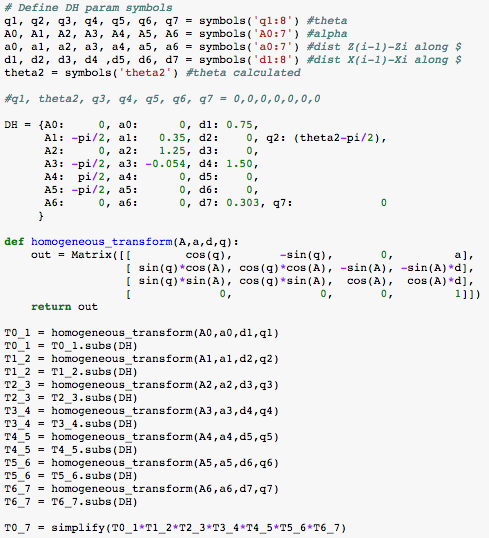 # Define DH param symbols
q1, q2, q3, q4, q5, q6, q7 = symbols('q1:8') #theta
A0, A1, A2, A3, A4, A5, A6 = symbols('A0:7') #alpha
a0, a1, a2, a3, a4, a5, a6 = symbols('a0:7') #dist Z(i-1)-Zi along $
d1, d2, d3, d4 ,d5, d6, d7 = symbols('d1:8') #dist X(i-1)-Xi along $
theta2 = symbols('theta2') #theta calculated
#q1, theta2, q3, q4, q5, q6, q7 = 0,0,0,0,0,0,0
DH = {A0:      0, a0:      0, d1: 0.75,
A1: -pi/2, a1:   0.35, d2:    0, q2: (theta2-pi/2),
A2:     0, a2:   1.25, d3:    0,
A3: -pi/2, a3: -0.054, d4: 1.50,
A4:  pi/2, a4:      0, d5:    0,
A5: -pi/2, a5:      0, d6:    0,
A6:     0, a6:      0, d7: 0.303, q7:             0
}
def homogeneous_transform(A,a,d,q):
out = Matrix([[        cos(q),        -sin(q),       0,         a],
[ sin(q)*cos(A), cos(q)*cos(A), -sin(A), -sin(A)*d],
[ sin(q)*sin(A), cos(q)*sin(A),  cos(A),  cos(A)*d],
[             0,             0,       0,         1]])
return out
T0_1 = homogeneous_transform(A0,a0,d1,q1)
T0_1 = T0_1.subs(DH)
T1_2 = homogeneous_transform(A1,a1,d2,q2)
T1_2 = T1_2.subs(DH)
T2_3 = homogeneous_transform(A2,a2,d3,q3)
T2_3 = T2_3.subs(DH)
T3_4 = homogeneous_transform(A3,a3,d4,q4)
T3_4 = T3_4.subs(DH)
T4_5 = homogeneous_transform(A4,a4,d5,q5)
T4_5 = T4_5.subs(DH)
T5_6 = homogeneous_transform(A5,a5,d6,q6)
T5_6 = T5_6.subs(DH)
T6_7 = homogeneous_transform(A6,a6,d7,q7)
T6_7 = T6_7.subs(DH)
T0_7 = simplify(T0_1*T1_2*T2_3*T3_4*T4_5*T5_6*T6_7)